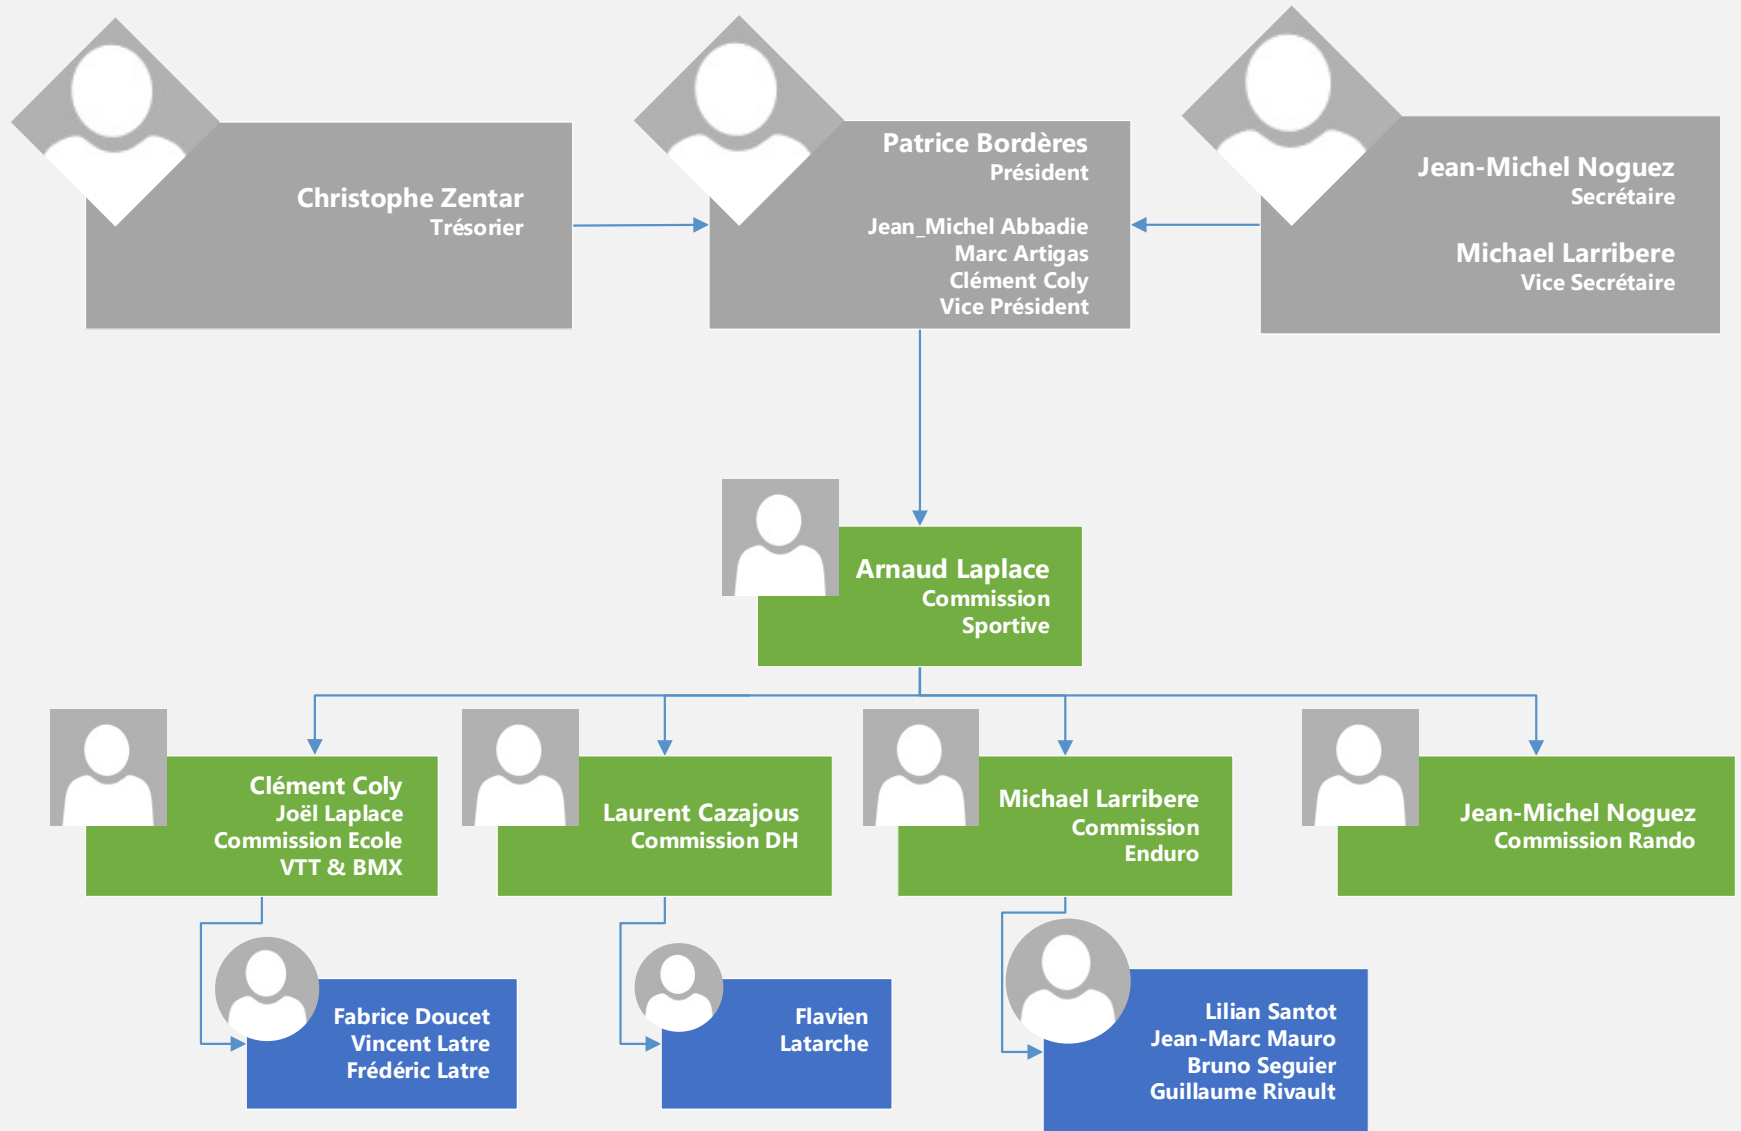 Christophe Zentar
Trésorier
Patrice Bordères
Président
Jean_Michel Abbadie
Marc Artigas
Clément Coly
Vice Président
Jean-Michel Noguez
Secrétaire
Michael Larribere
Vice Secrétaire
Arnaud Laplace
Commission
Sportive
Clément Coly
Joël Laplace
Commission Ecole
VTT & BMX
Laurent Cazajous
Commission DH
Michael Larribere
Commission
Enduro
Jean-Michel Noguez
Commission Rando
Fabrice Doucet
Vincent Latre
Frédéric Latre
Flavien
Latarche
Lilian Santot
Jean-Marc Mauro
Bruno Seguier
Guillaume Rivault